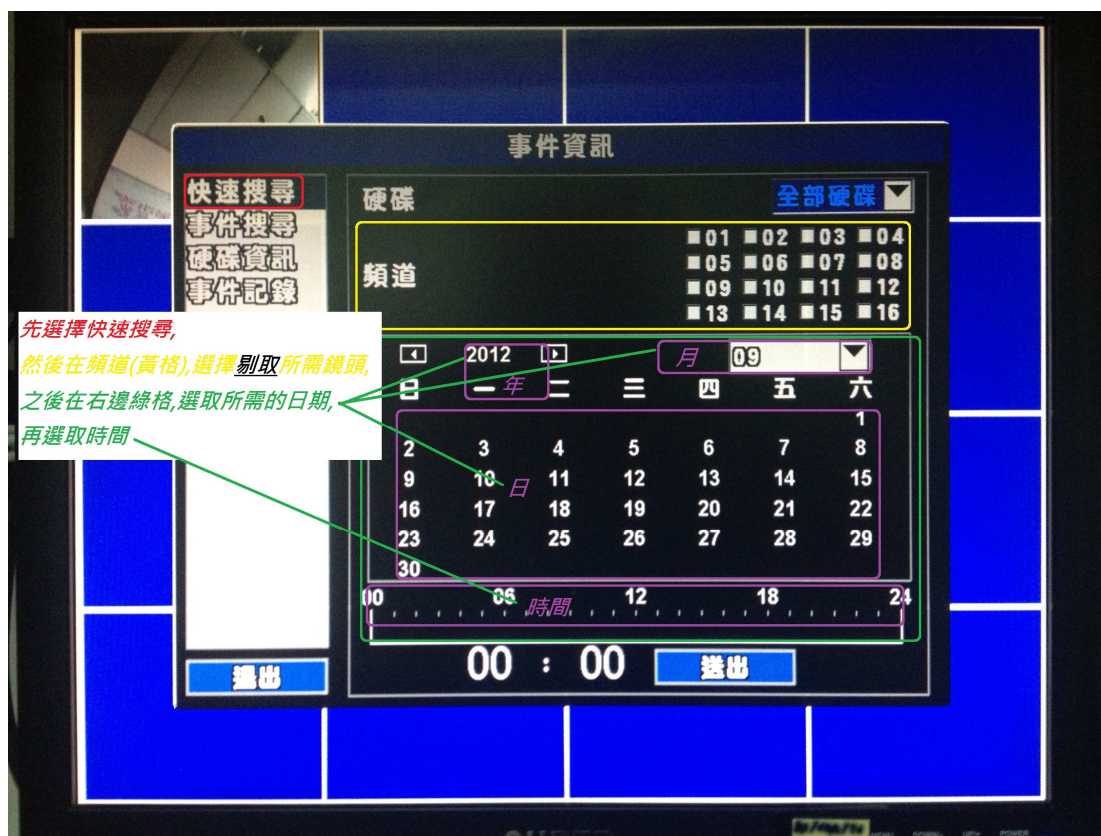 事件資訊
快速搜尋
事件搜尋
硬碟資訊
事件記錄
硬碟 全部硬碟
頻道
01 02 03 04
05 06 07 08
09 10 11 12
13 14 15 16
先選擇快速搜尋,
然後在頻道(黃格),選擇剔取所需鏡頭,
之後在右邊綠格,選取所需的日期,
再選取時間
2012 年 月 09
日 一 二 三 四 五 六
1
2 3 4 5 6 7 8
9 10 11 12 13 14 15
日
16 17 18 19 20 21 22
23 24 25 26 27 28 29
30
00 06 12 18 24
時間
00 : 00 送出
退出